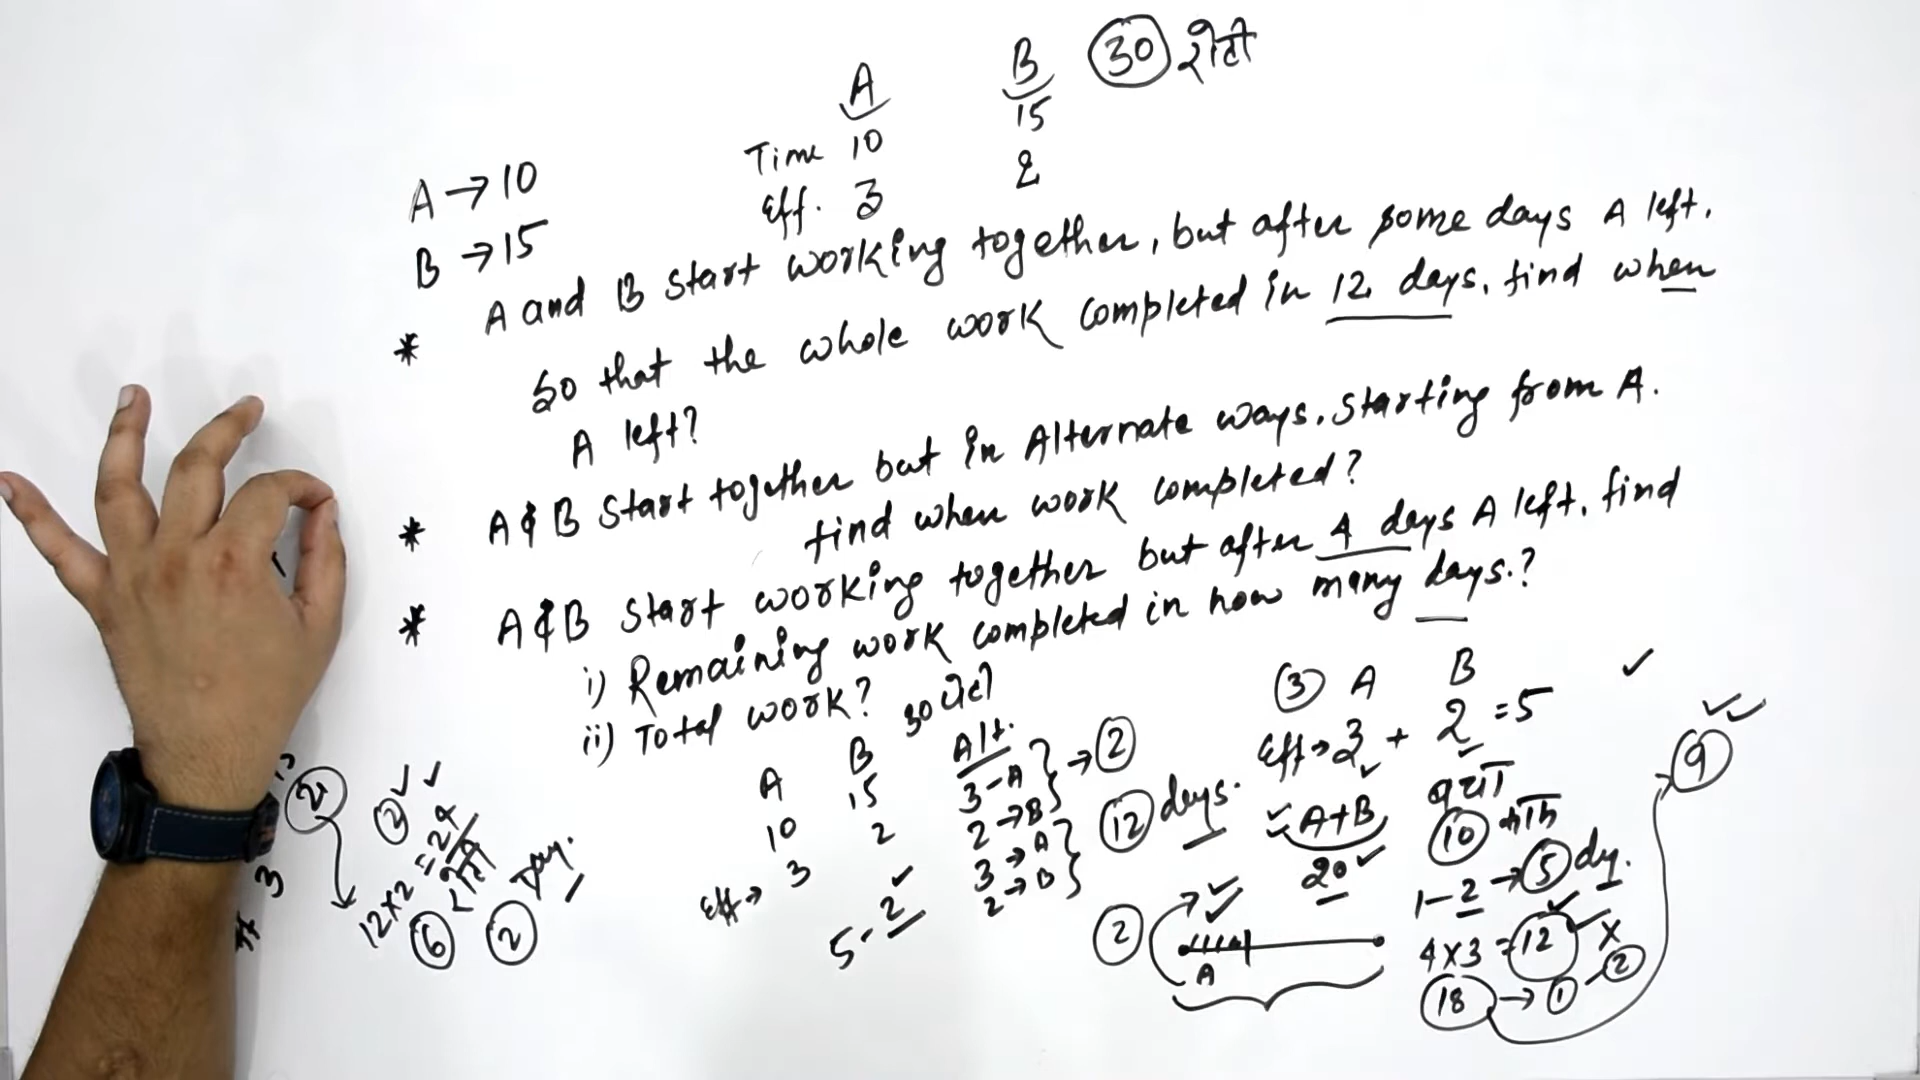 A B 30 रोटी
Time 10 15
Eff. 3 2
A → 10
B → 15
* A and B start working together, but after some days A left.
So that the whole work completed in 12 days. find when
A left?
* A & B Start together but in Alternate ways. Starting from A.
find when work completed?
* A & B Start working together but after 4 days A left. find
i) Remaining work completed in how many days.?
ii) Total work?
A B 30 रोटी
10 15
Eff → 3 2
5 - 2
Alt.
3 - A
2 → B
→ 2
3 → A
2 → B
12 days.
2
A
3 A B
Eff → 3 + 2 = 5
A+B
20
10
1 - 2 → 5 dy.
4 x 3 = 12 x
18 → 1 2
9
2
12 x 2 = 24
6
2 Day.
3